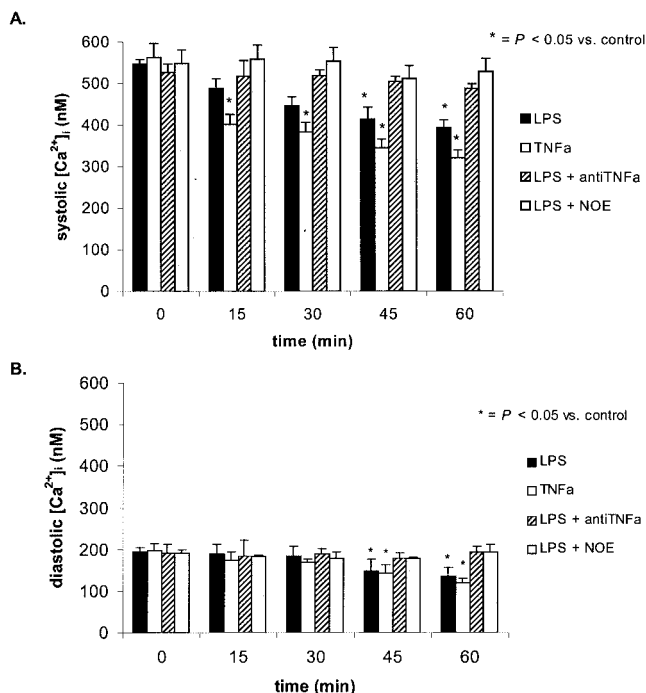 A.
* = P < 0.05 vs. control
systolic [Ca2+]i (nM)
600
500
400
300
200
100
0
* * * * * *
0 15 30 45 60
time (min)
LPS
TNFa
LPS + antiTNFa
LPS + NOE
B.
* = P < 0.05 vs. control
diastolic [Ca2+]i (nM)
600
500
400
300
200
100
0
* * * *
0 15 30 45 60
time (min)
LPS
TNFa
LPS + antiTNFa
LPS + NOE